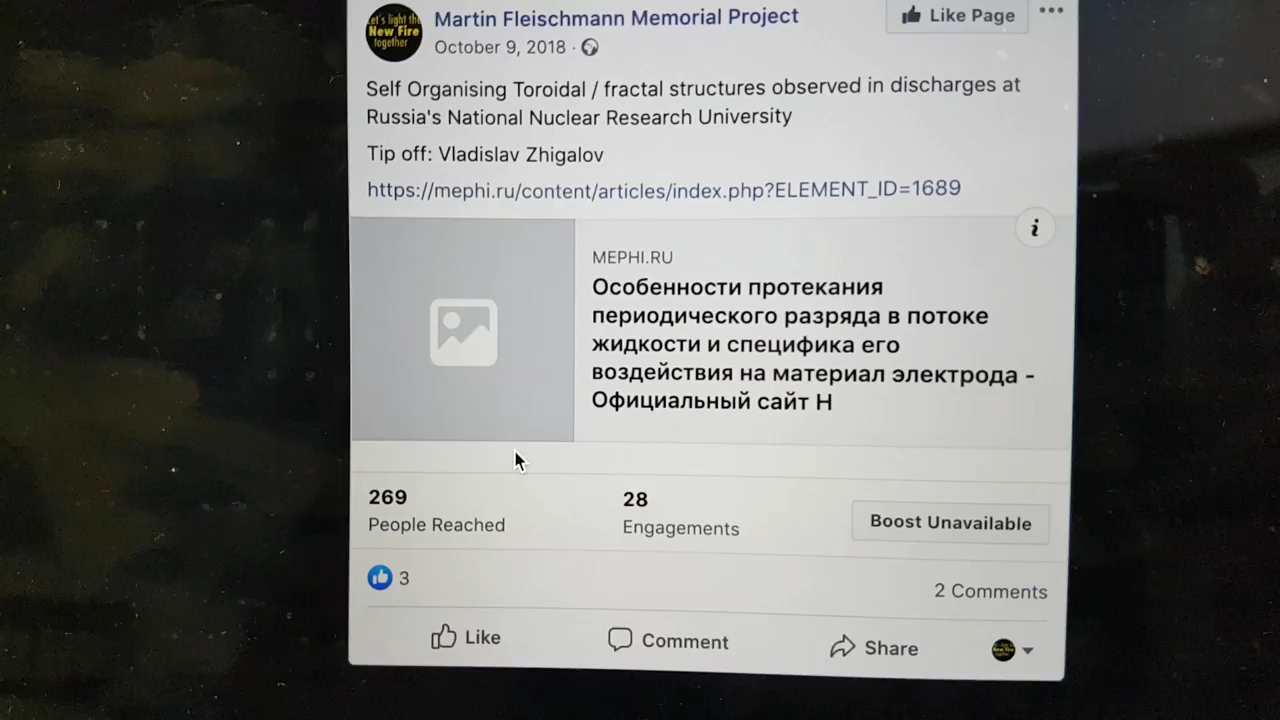 Let's light the
New Fire
together
Martin Fleischmann Memorial Project
Like Page
October 9, 2018 ·
Self Organising Toroidal / fractal structures observed in discharges at
Russia's National Nuclear Research University
Tip off: Vladislav Zhigalov
https://mephi.ru/content/articles/index.php?ELEMENT_ID=1689
MEPHI.RU
Особенности протекания
периодического разряда в потоке
жидкости и специфика его
воздействия на материал электрода -
Официальный сайт Н
269
People Reached
28
Engagements
Boost Unavailable
3
2 Comments
Like
Comment
Share